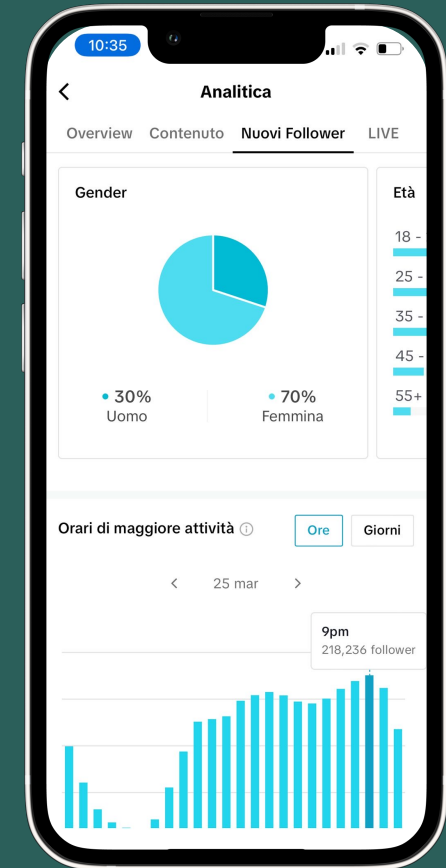 10:35
Analitica
Overview Contenuto Nuovi Follower LIVE
Gender
30%
Uomo
70%
Femmina
Età
18 -
25 -
35 -
45 -
55+
Orari di maggiore attività
Ore
Giorni
25 mar
9pm
218,236 follower